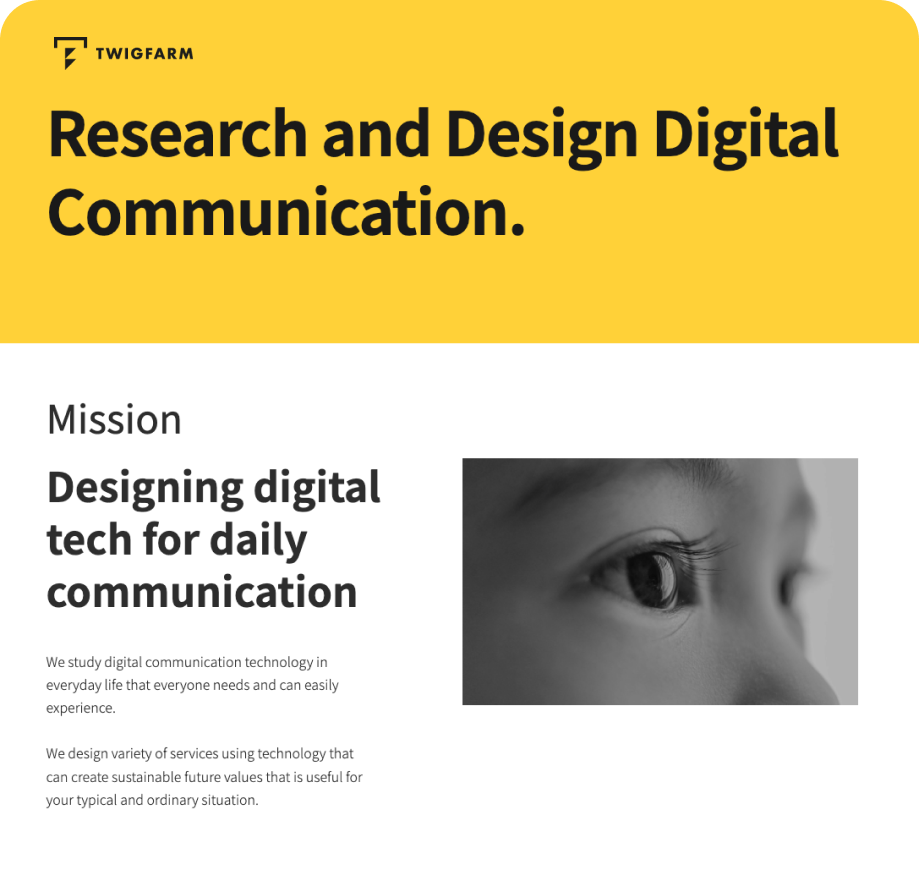 TWIGFARM
Research and Design Digital
Communication.
Mission
Designing digital
tech for daily
communication
We study digital communication technology in
everyday life that everyone needs and can easily
experience.
We design variety of services using technology that
can create sustainable future values that is useful for
your typical and ordinary situation.